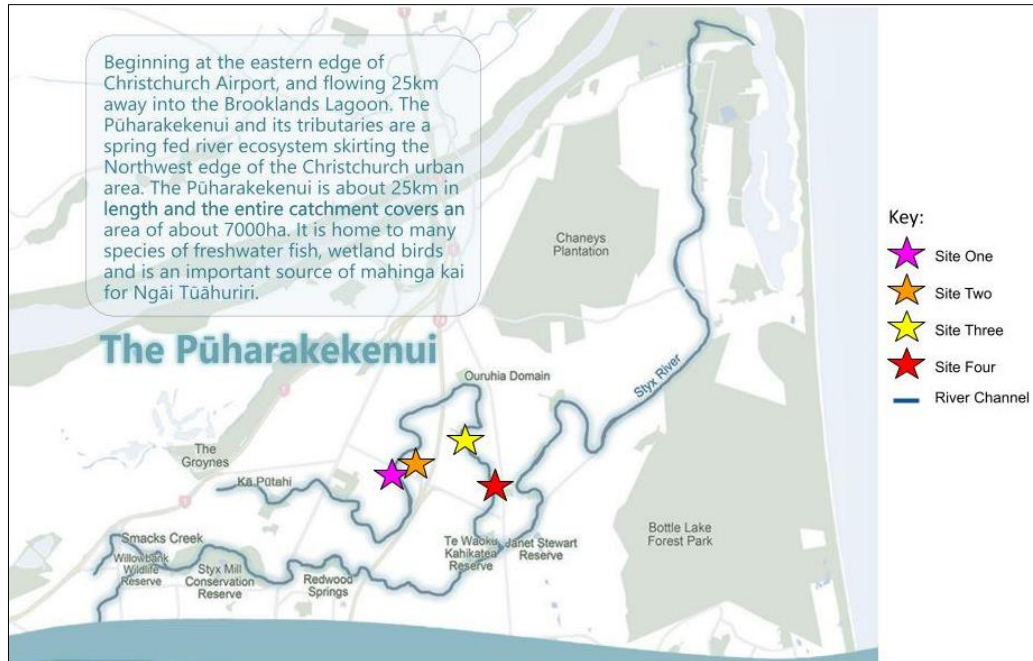 Beginning at the eastern edge of
Christchurch Airport, and flowing 25km
away into the Brooklands Lagoon. The
Pūharakekenui and its tributaries are a
spring fed river ecosystem skirting the
Northwest edge of the Christchurch urban
area. The Pūharakekenui is about 25km in
length and the entire catchment covers an
area of about 7000ha. It is home to many
species of freshwater fish, wetland birds
and is an important source of mahinga kai
for Ngāi Tūāhuriri.
The Pūharakekenui
Chaneys
Plantation
Ouruhia Domain
Styx River
The
Groynes
Kā Pūtahi
Smacks Creek
Willowbank
Wildlife
Reserve
Styx Mill
Conservation
Reserve
Redwood
Springs
Te Waoku
Kahikatea
Reserve
Janet Stewart
Reserve
Bottle Lake
Forest Park
Key:
Site One
Site Two
Site Three
Site Four
River Channel
1
1